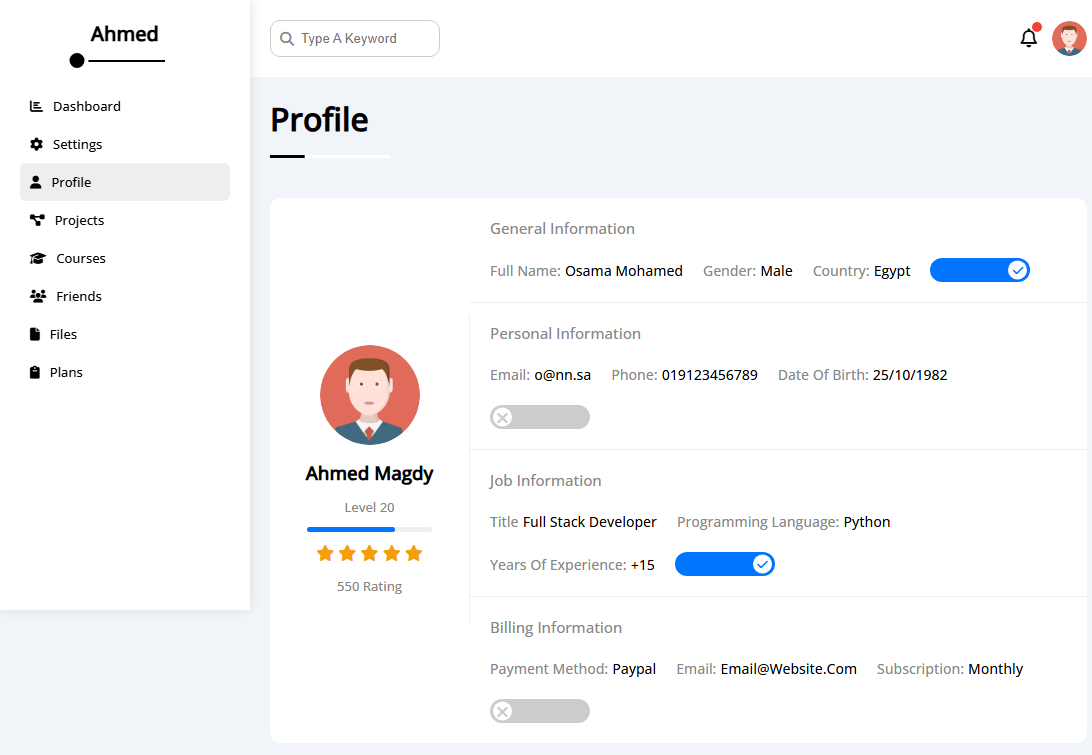 Ahmed
Dashboard
Settings
Profile
Projects
Courses
Friends
Files
Plans
Type A Keyword
Profile
Ahmed Magdy
Level 20
550 Rating
General Information
Full Name: Osama Mohamed Gender: Male Country: Egypt
Personal Information
Email: o@nn.sa Phone: 019123456789 Date Of Birth: 25/10/1982
Job Information
Title Full Stack Developer Programming Language: Python
Years Of Experience: +15
Billing Information
Payment Method: Paypal Email: Email@Website.Com Subscription: Monthly